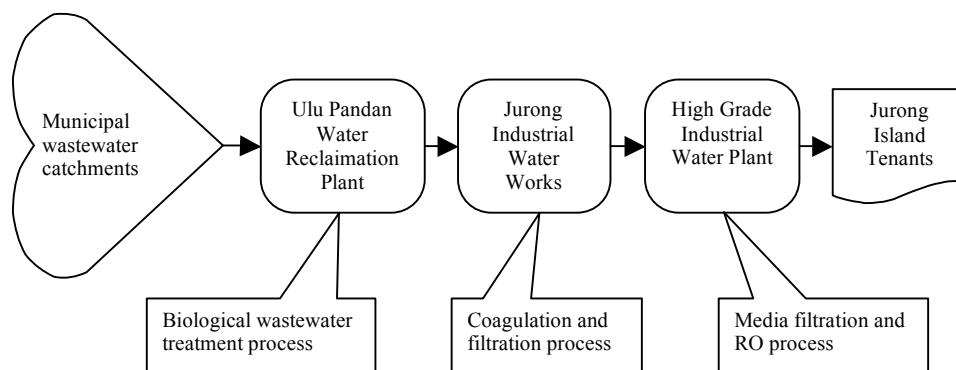 Municipal
wastewater
catchments
Ulu Pandan
Water
Reclaimation
Plant
Jurong
Industrial
Water
Works
High Grade
Industrial
Water Plant
Jurong
Island
Tenants
Biological wastewater
treatment process
Coagulation and
filtration process
Media filtration and
RO process